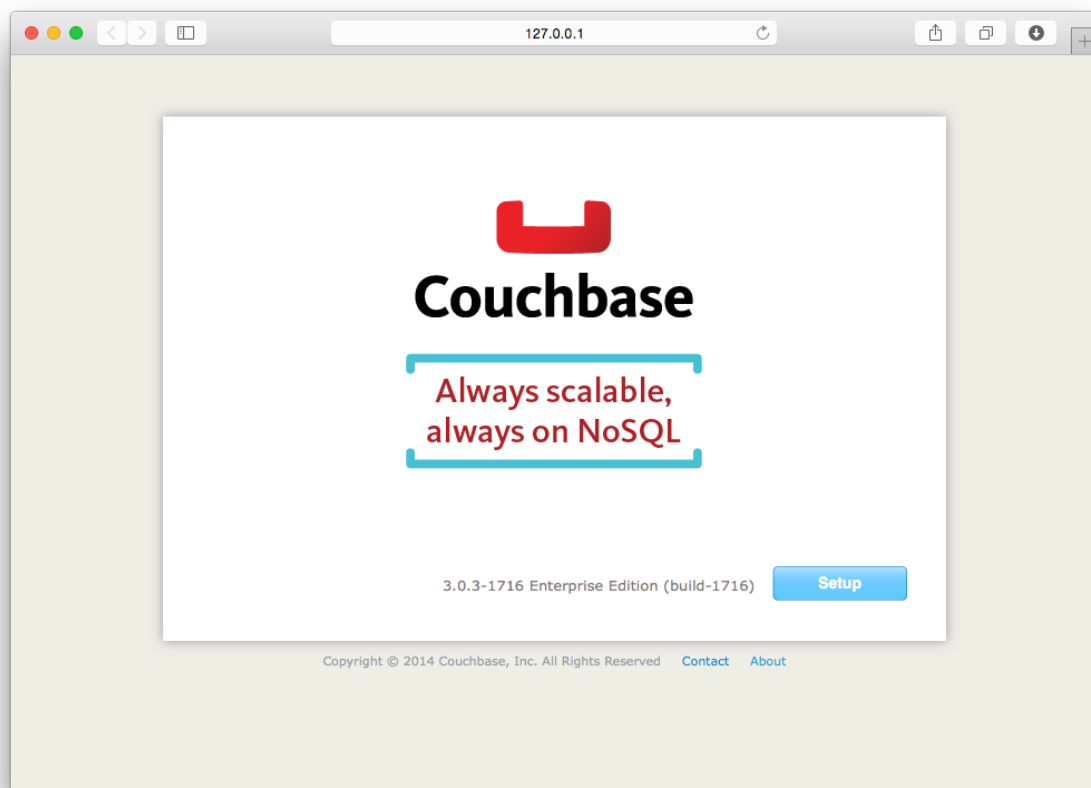 127.0.0.1
Couchbase
Always scalable,
always on NoSQL
3.0.3-1716 Enterprise Edition (build-1716) Setup
Copyright © 2014 Couchbase, Inc. All Rights Reserved Contact About